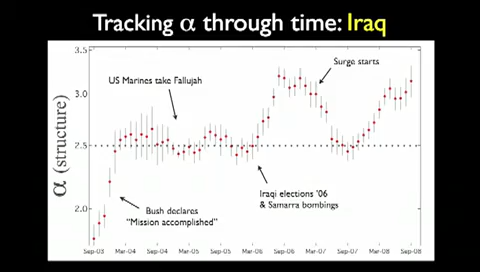 Tracking α through time: Iraq
3.5
3.0
2.5
2.0
α (structure)
US Marines take Fallujah
Surge starts
Iraqi elections '06
& Samarra bombings
Bush declares
"Mission accomplished"
Sep-03 Mar-04 Sep-04 Mar-05 Sep-05 Mar-06 Sep-06 Mar-07 Sep-07 Mar-08 Sep-08